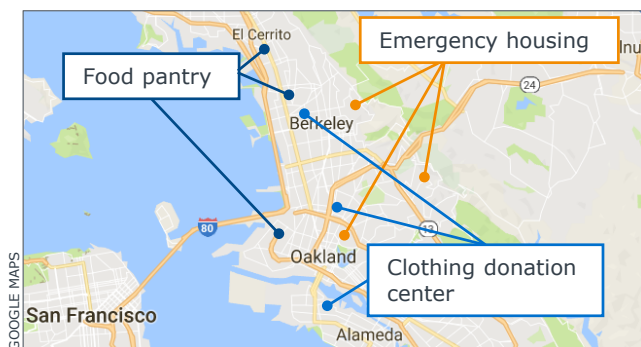 El Cerrito
Emergency housing
Inu
Food pantry
24
Berkeley
80
13
Oakland
Clothing donation
center
GOOGLE MAPS
San Francisco
Alameda